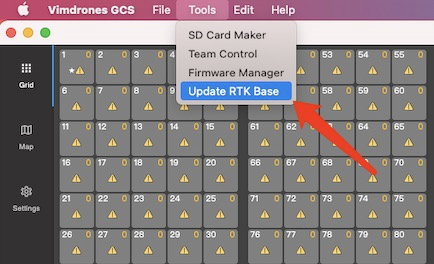 Vimdrones GCS File Tools Edit Help
SD Card Maker
Team Control
Firmware Manager
Update RTK Base
Grid
Map
Settings
1 0 2 0 3 0 4 0 53 0 54 0 55 0
6 0 7 0 8 0 9 0 58 0 59 0 60 0
11 0 12 0 13 0 14 0 15 0 61 0 62 0 63 0 64 0 65 0
16 0 17 0 18 0 19 0 20 0 66 0 67 0 68 0 69 0 70 0
21 0 22 0 23 0 24 0 25 0 71 0 72 0 73 0 74 0 75 0
26 0 27 0 28 0 29 0 30 0 76 0 77 0 78 0 79 0 80 0